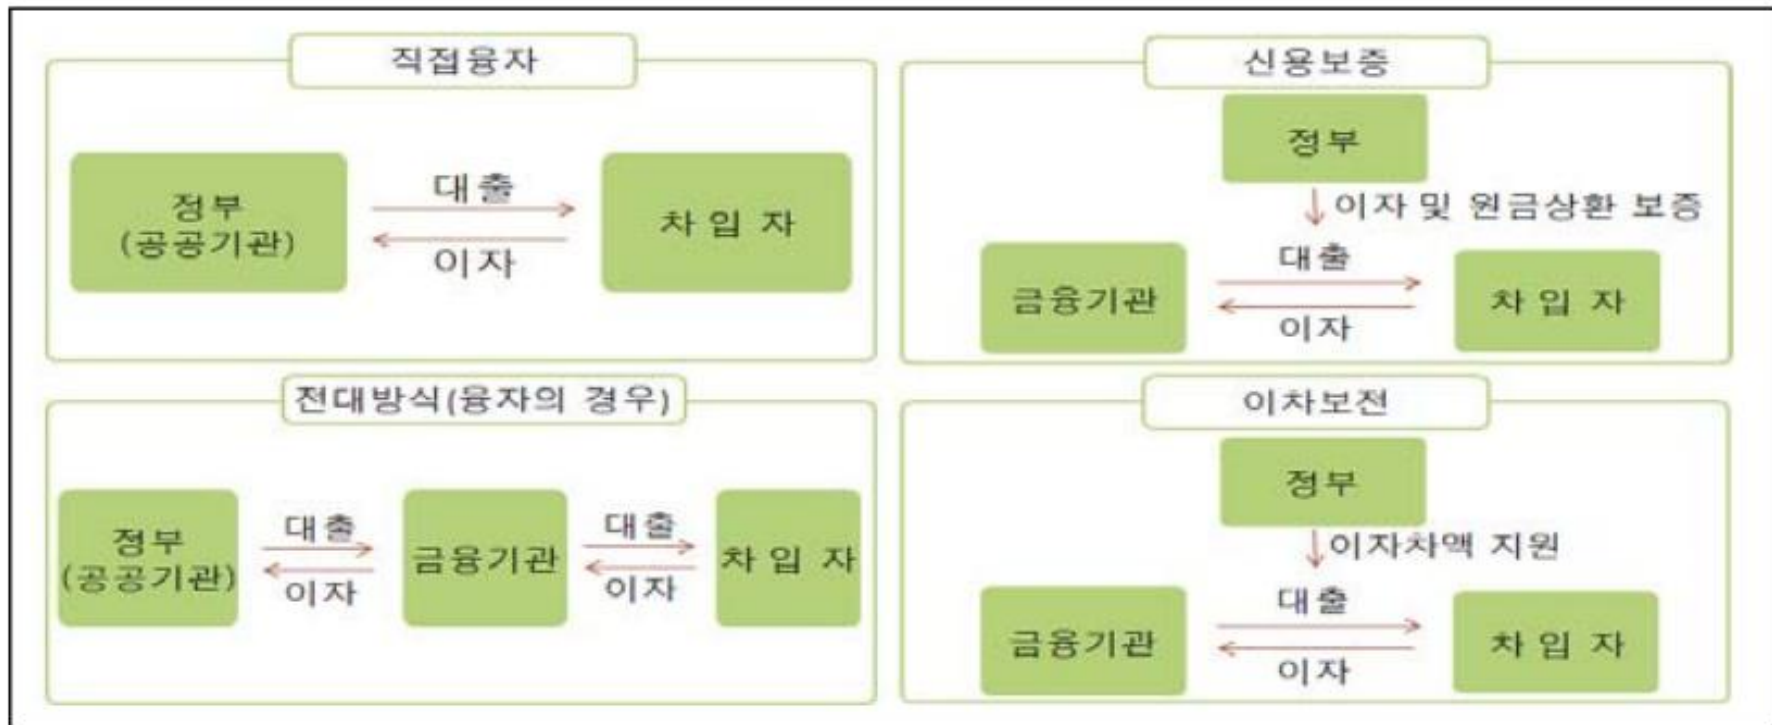 직접융자
정부
(공공기관)
대출
이자
차 입 자
신용보증
정부
이자 및 원금상환 보증
금융기관
대출
이자
차 입 자
전대방식(융자의 경우)
정부
(공공기관)
대출
이자
금융기관
대출
이자
차 입 자
이차보전
정부
이자차액 지원
금융기관
대출
이자
차 입 자